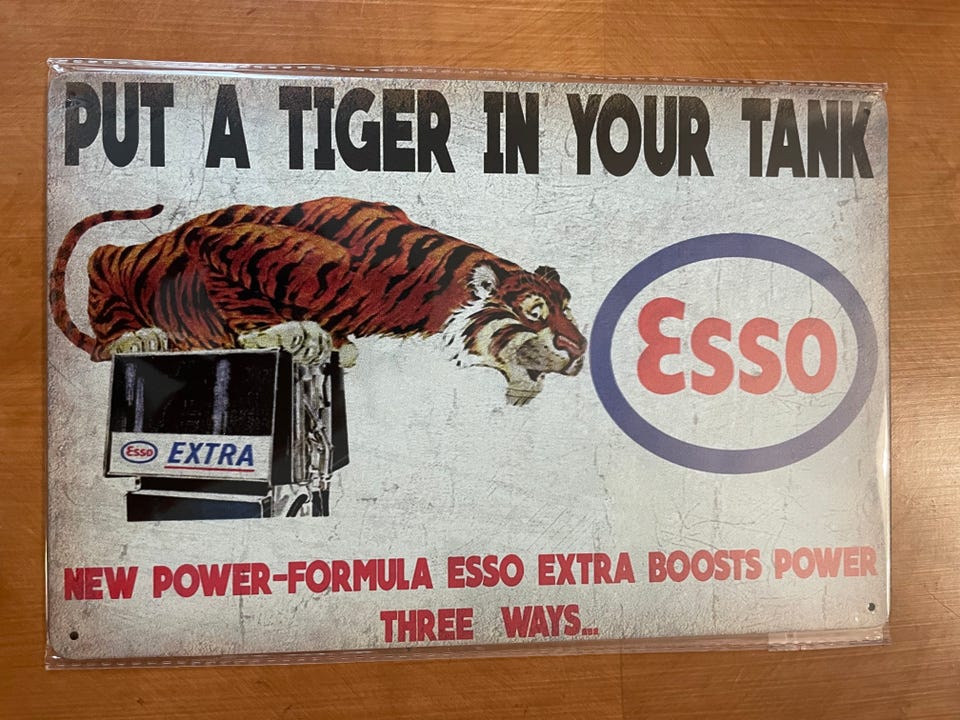 PUT A TIGER IN YOUR TANK
Esso
Esso EXTRA
NEW POWER-FORMULA ESSO EXTRA BOOSTS POWER
THREE WAYS...